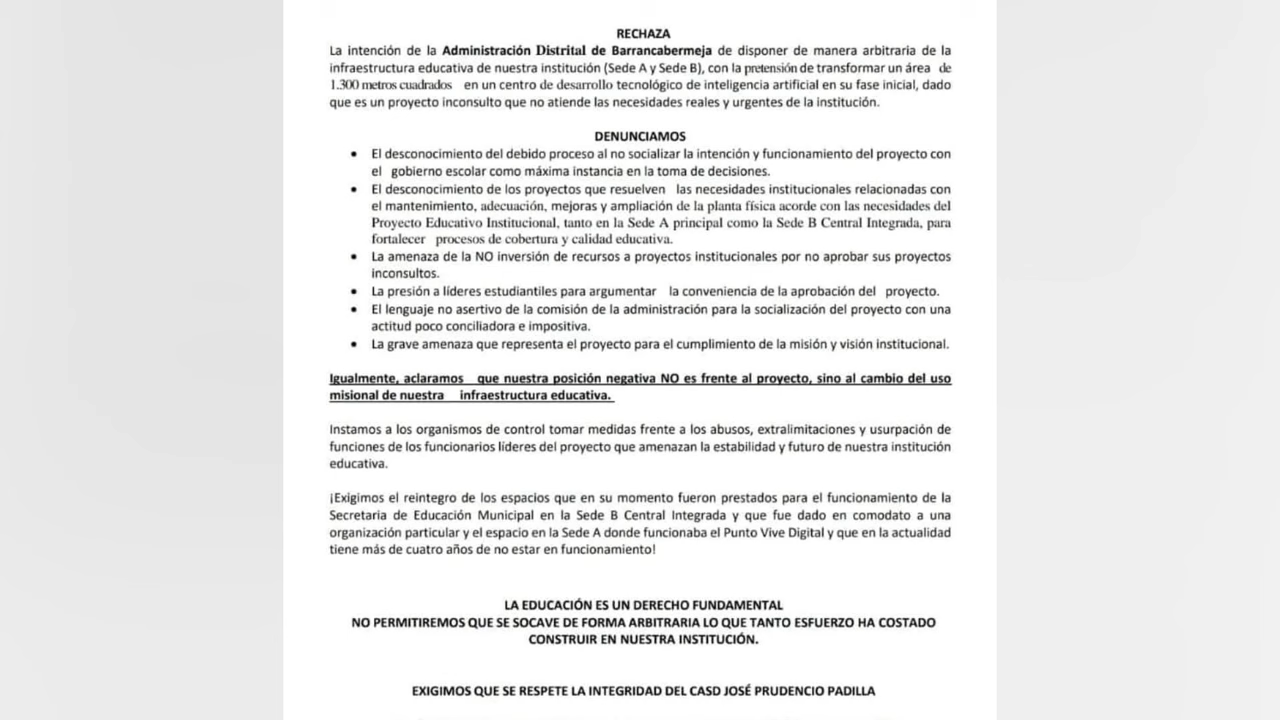 RECHAZA
La intención de la Administración Distrital de Barrancabermeja de disponer de manera arbitraria de la
infraestructura educativa de nuestra institución (Sede A y Sede B), con la pretensión de transformar un área de
1.300 metros cuadrados en un centro de desarrollo tecnológico de inteligencia artificial en su fase inicial, dado
que es un proyecto inconsulto que no atiende las necesidades reales y urgentes de la institución.
DENUNCIAMOS
• El desconocimiento del debido proceso al no socializar la intención y funcionamiento del proyecto con
el gobierno escolar como máxima instancia en la toma de decisiones.
• El desconocimiento de los proyectos que resuelven las necesidades institucionales relacionadas con
el mantenimiento, adecuación, mejoras y ampliación de la planta física acorde con las necesidades del
Proyecto Educativo Institucional, tanto en la Sede A principal como la Sede B Central Integrada, para
fortalecer procesos de cobertura y calidad educativa.
• La amenaza de la NO inversión de recursos a proyectos institucionales por no aprobar sus proyectos
inconsultos.
• La presión a líderes estudiantiles para argumentar la conveniencia de la aprobación del proyecto.
• El lenguaje no asertivo de la comisión de la administración para la socialización del proyecto con una
actitud poco conciliadora e impositiva.
• La grave amenaza que representa el proyecto para el cumplimiento de la misión y visión institucional.
Igualmente, aclaramos que nuestra posición negativa NO es frente al proyecto, sino al cambio del uso
misional de nuestra infraestructura educativa.
Instamos a los organismos de control tomar medidas frente a los abusos, extralimitaciones y usurpación de
funciones de los funcionarios líderes del proyecto que amenazan la estabilidad y futuro de nuestra institución
educativa.
¡Exigimos el reintegro de los espacios que en su momento fueron prestados para el funcionamiento de la
Secretaria de Educación Municipal en la Sede B Central Integrada y que fue dado en comodato a una
organización particular y el espacio en la Sede A donde funcionaba el Punto Vive Digital y que en la actualidad
tiene más de cuatro años de no estar en funcionamiento!
LA EDUCACIÓN ES UN DERECHO FUNDAMENTAL
NO PERMITIREMOS QUE SE SOCAVE DE FORMA ARBITRARIA LO QUE TANTO ESFUERZO HA COSTADO
CONSTRUIR EN NUESTRA INSTITUCIÓN.
EXIGIMOS QUE SE RESPETE LA INTEGRIDAD DEL CASD JOSÉ PRUDENCIO PADILLA